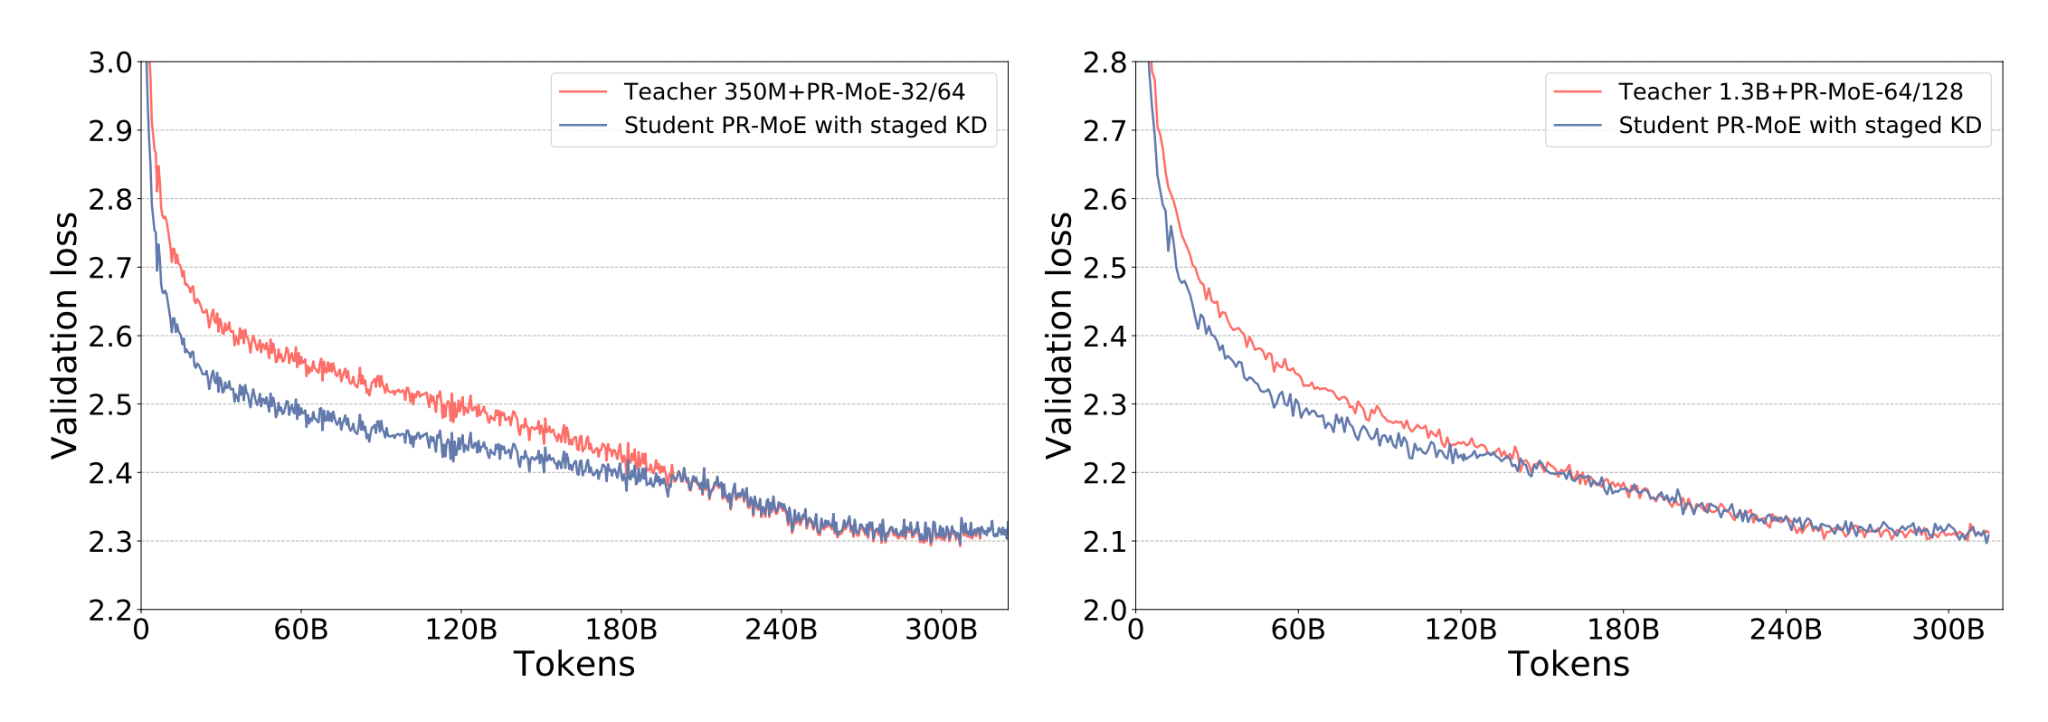 3.0
2.9
2.8
2.7
2.6
2.5
2.4
2.3
2.2
Validation loss
Teacher 350M+PR-MoE-32/64
Student PR-MoE with staged KD
0 60B 120B 180B 240B 300B
Tokens
2.8
2.7
2.6
2.5
2.4
2.3
2.2
2.1
2.0
Validation loss
Teacher 1.3B+PR-MoE-64/128
Student PR-MoE with staged KD
0 60B 120B 180B 240B 300B
Tokens